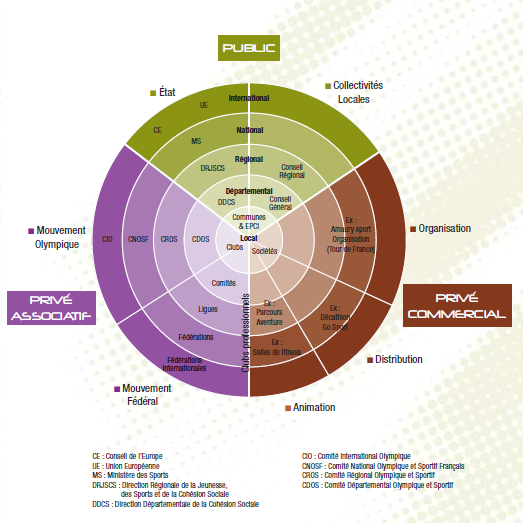 PUBLIC
État
Collectivités
Locales
UE
International
CE
National
MS
Régional
DRJSCS
Conseil
Régional
Départemental
DDCS
Conseil
Général
Communes
& EPCI
Local
Clubs
Sociétés
Mouvement
Olympique
CIO
CNOSF
CROS
CDOS
Ex :
Amaury sport
Organisation
(Tour de France)
Organisation
PRIVÉ
ASSOCIATIF
PRIVÉ
COMMERCIAL
Comités
Ligues
Fédérations
Fédérations
Internationales
Clubs professionnels
Ex :
Parcours
Aventure
Ex :
Décathlon
Go Sport
Ex :
Salles de fitness
Distribution
Mouvement
Fédéral
Animation
CE : Conseil de l'Europe
UE : Union Européenne
MS : Ministère des Sports
DRJSCS : Direction Régionale de la Jeunesse,
des Sports et de la Cohésion Sociale
DDCS : Direction Départementale de la Cohésion Sociale
CIO : Comité International Olympique
CNOSF : Comité National Olympique et Sportif Français
CROS : Comité Régional Olympique et Sportif
CDOS : Comité Départemental Olympique et Sportif